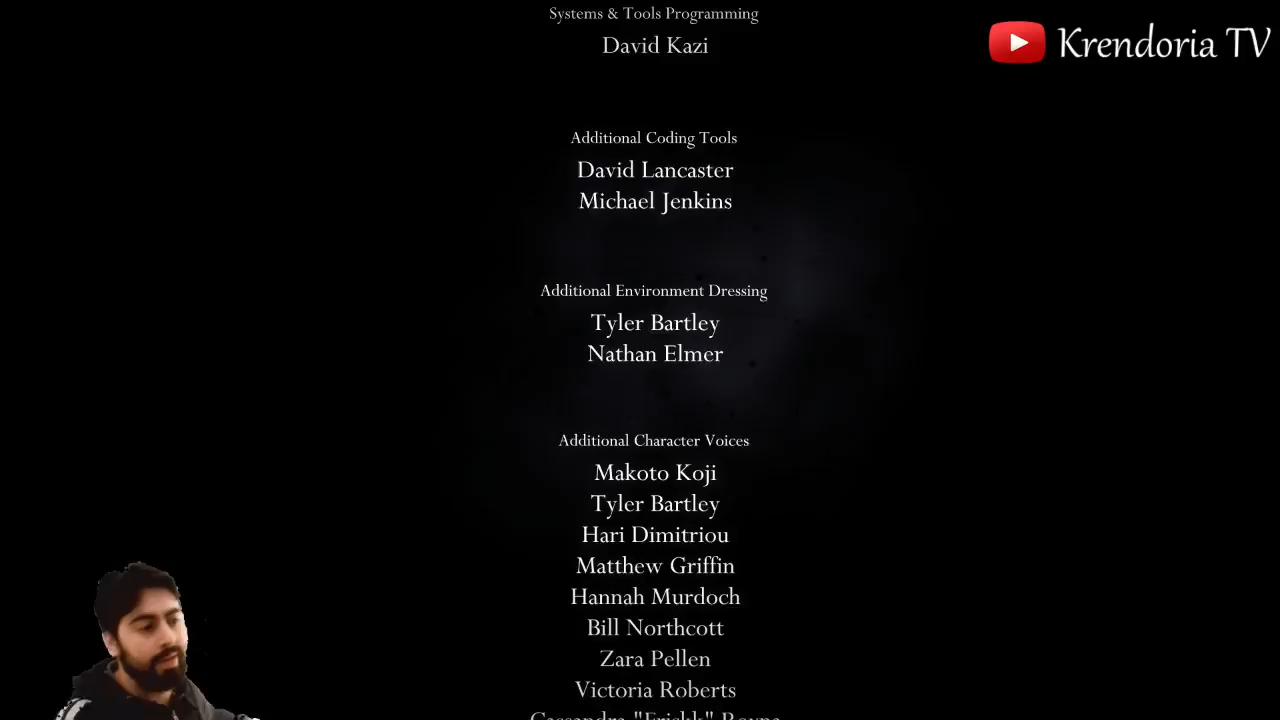 Systems & Tools Programming
David Kazi
Krendoria TV
Additional Coding Tools
David Lancaster
Michael Jenkins
Additional Environment Dressing
Tyler Bartley
Nathan Elmer
Additional Character Voices
Makoto Koji
Tyler Bartley
Hari Dimitriou
Matthew Griffin
Hannah Murdoch
Bill Northcott
Zara Pellen
Victoria Roberts